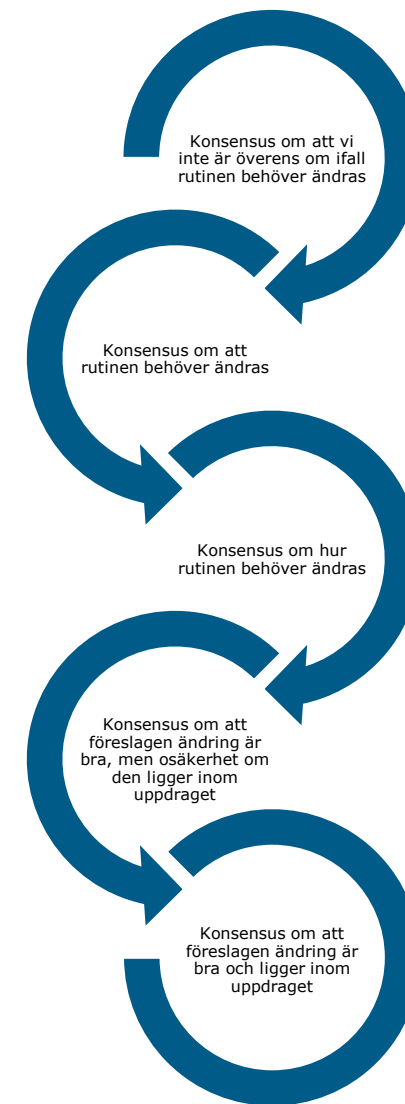 Konsensus om att vi
inte är överens om ifall
rutinen behöver ändras
Konsensus om att
rutinen behöver ändras
Konsensus om hur
rutinen behöver ändras
Konsensus om att
föreslagen ändring är
bra, men osäkerhet om
den ligger inom
uppdraget
Konsensus om att
föreslagen ändring är
bra och ligger inom
uppdraget